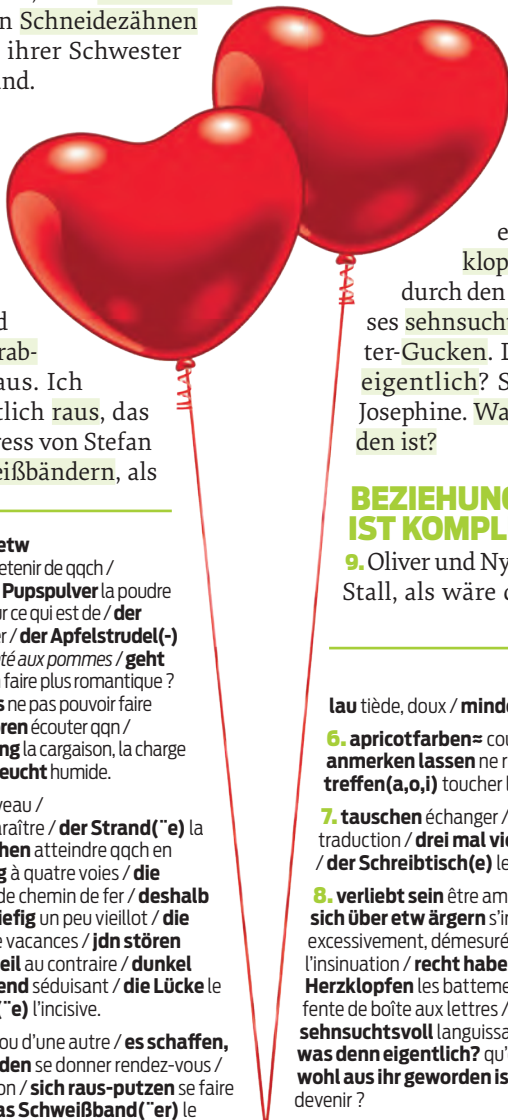 n Schneidezähnen
ihrer Schwester
nd.
rab-
aus. Ich
tlich raus, das
ress von Stefan
eißbändern, als
etw
etenir de qqch /
Pupspulver la poudre
ur ce qui est de / der
er / der Apfelstrudel(-)
té aux pommes / geht
faire plus romantique ?
s ne pas pouvoir faire
ren écouter qqn /
ng la cargaison, la charge
eucht humide.
veau /
araître / der Strand(¨e) la
hen atteindre qqch en
g à quatre voies / die
de chemin de fer / deshalb
iefig un peu vieillot / die
e vacances / jdn stören
eil au contraire / dunkel
end séduisant / die Lücke le
(¨e) l'incisive.
ou d'une autre / es schaffen,
den se donner rendez-vous /
on / sich raus-putzen se faire
as Schweißband(¨er) le
e
klop
durch den
ses sehnsucht
ter-Gucken. D
eigentlich? S
Josephine. Wa
den ist?
BEZIEHUNG
IST KOMPL
9. Oliver und Ny
Stall, als wäre d
lau tiède, doux / minde
6. apricotfarben= cou
anmerken lassen ne r
treffen(a,o,i) toucher l
7. tauschen échanger /
traduction / drei mal vie
/ der Schreibtisch(e) le
8. verliebt sein être am
sich über etw ärgern s'ir
excessivement, démesuré
l'insinuation / recht habe
Herzklopfen les batteme
fente de boîte aux lettres /
sehnsuchtsvoll languissa
was denn eigentlich? qu'
wohl aus ihr geworden is
devenir ?